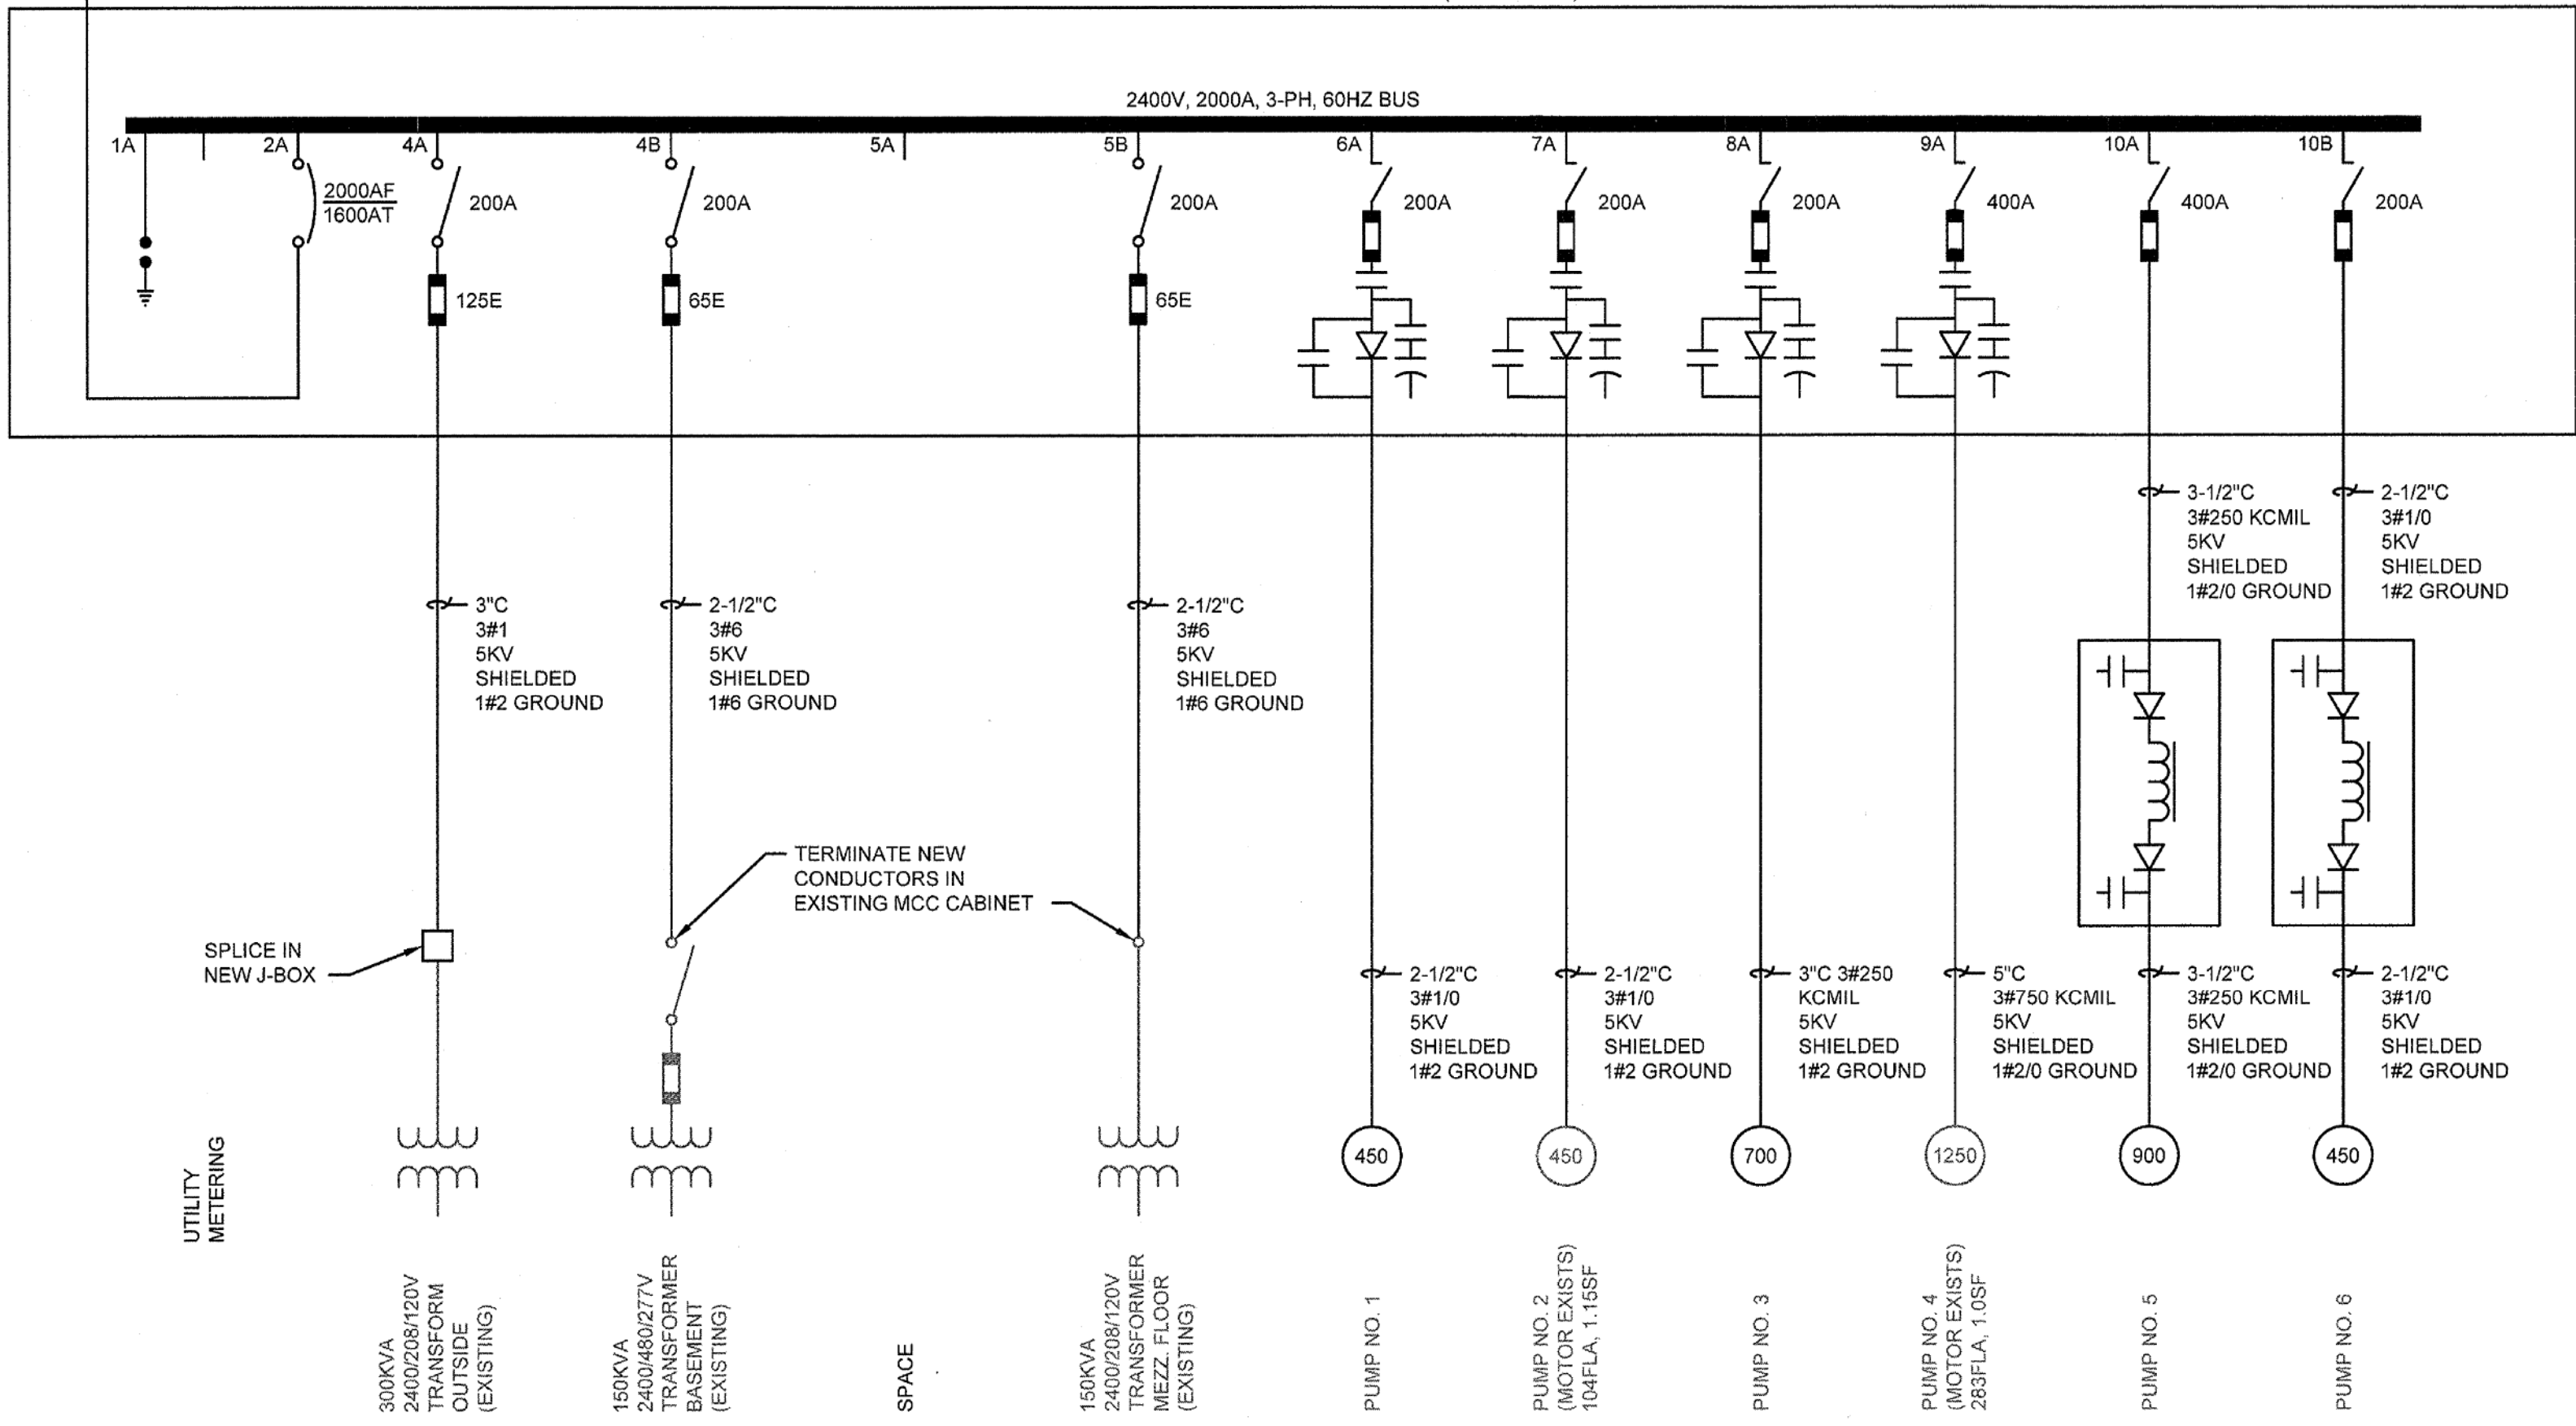 2400V, 2000A, 3-PH, 60HZ BUS
1A
2A
4A
4B
5A
5B
6A
7A
8A
9A
10A
10B
2000AF
1600AT
200A
200A
200A
200A
200A
200A
400A
400A
200A
125E
65E
65E
3-1/2"C
3#250 KCMIL
5KV
SHIELDED
1#2/0 GROUND
2-1/2"C
3#1/0
5KV
SHIELDED
1#2 GROUND
3"C
3#1
5KV
SHIELDED
1#2 GROUND
2-1/2"C
3#6
5KV
SHIELDED
1#6 GROUND
2-1/2"C
3#6
5KV
SHIELDED
1#6 GROUND
TERMINATE NEW
CONDUCTORS IN
EXISTING MCC CABINET
SPLICE IN
NEW J-BOX
2-1/2"C
3#1/0
5KV
SHIELDED
1#2 GROUND
2-1/2"C
3#1/0
5KV
SHIELDED
1#2 GROUND
3"C 3#250
KCMIL
5KV
SHIELDED
1#2 GROUND
5"C
3#750 KCMIL
5KV
SHIELDED
1#2/0 GROUND
3-1/2"C
3#250 KCMIL
5KV
SHIELDED
1#2/0 GROUND
2-1/2"C
3#1/0
5KV
SHIELDED
1#2 GROUND
450
450
700
1250
900
450
UTILITY
METERING
300KVA
2400/208/120V
TRANSFORM
OUTSIDE
(EXISTING)
150KVA
2400/480/277V
TRANSFORMER
BASEMENT
(EXISTING)
SPACE
150KVA
2400/208/120V
TRANSFORMER
MEZZ. FLOOR
(EXISTING)
PUMP NO. 1
PUMP NO. 2
(MOTOR EXISTS)
104FLA, 1.15SF
PUMP NO. 3
PUMP NO. 4
(MOTOR EXISTS)
283FLA, 1.0SF
PUMP NO. 5
PUMP NO. 6